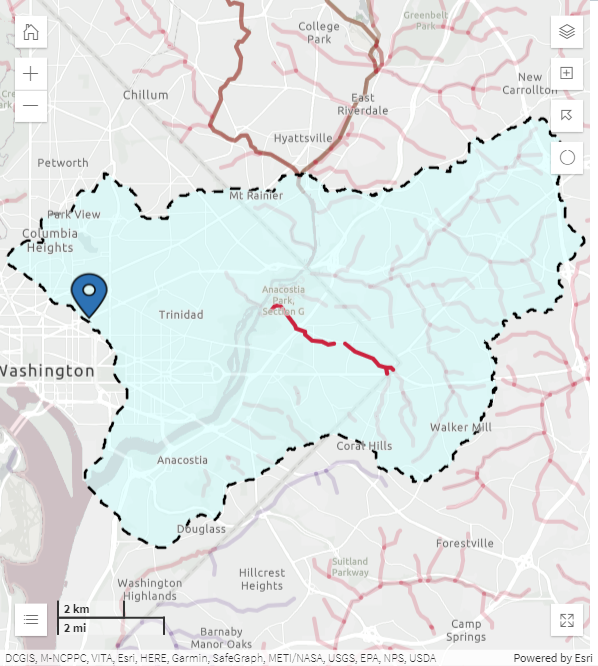 College
Park
Greenbelt
Park
New
Carrollton
Chillum
East
Riverdale
Hyattsville
Petworth
Mt Rainier
Park View
Columbia
Heights
Anacostia
Park,
Section G
Trinidad
Washington
Walker Mill
Coral Hills
Anacostia
Douglass
Forestville
Suitland
Parkway
Hillcrest
Heights
Washington
Highlands
2 km
2 mi
Camp
Springs
Barnaby
Manor Oaks
DCGIS, M-NCPPC, VITA, Esri, HERE, Garmin, SafeGraph, METI/NASA, USGS, EPA, NPS, USDA
Powered by Esri